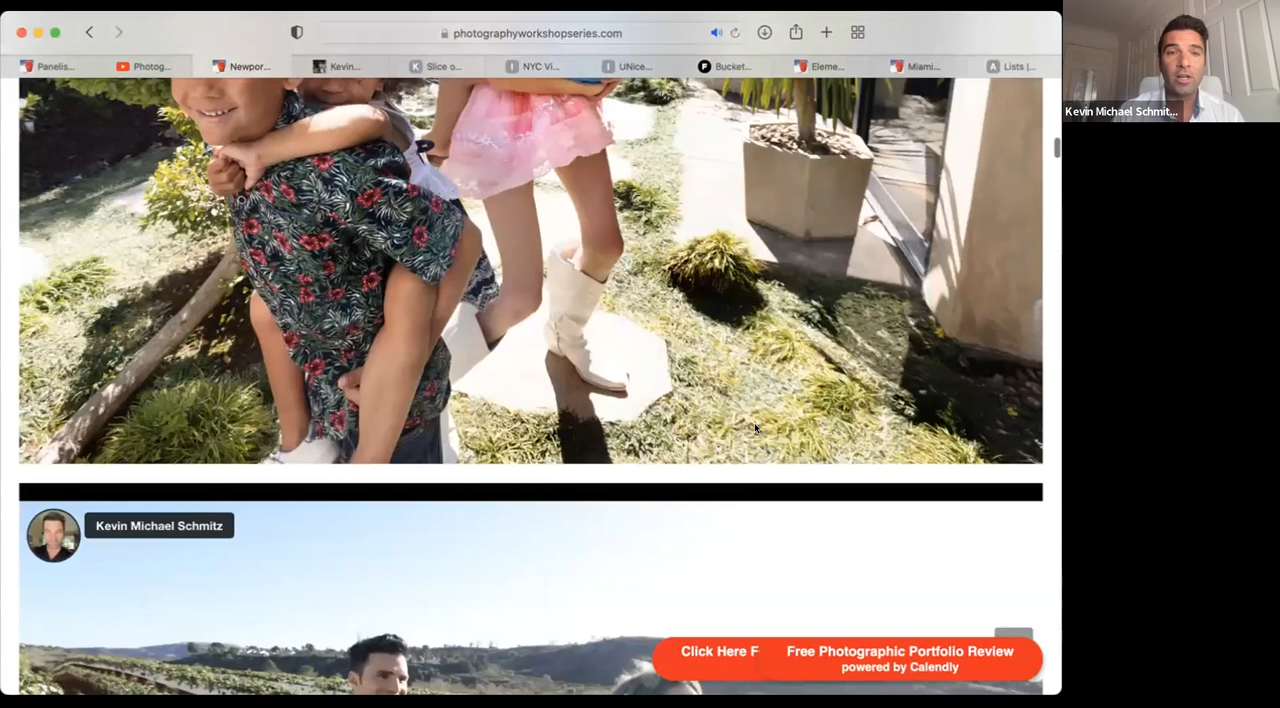 photographyworkshopseries.com
Panelis...
Photog...
Newpor...
Kevin...
K
Slice o...
I
NYC Vi...
I
UNice...
F
Bucket...
Eleme...
Miami...
A
Lists |...
Kevin Michael Schmit...
Kevin Michael Schmitz
Click Here F
Free Photographic Portfolio Review
powered by Calendly